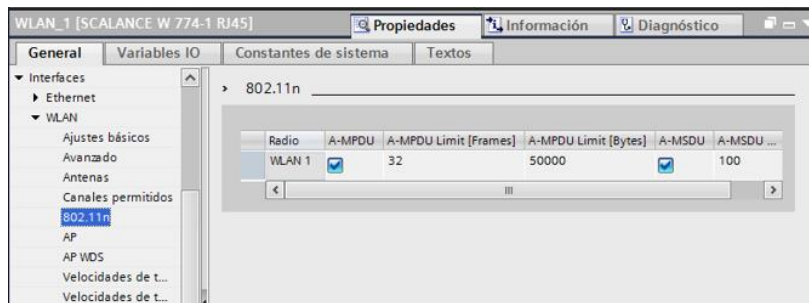 WLAN_1 [SCALANCE W 774-1 RJ45]
Propiedades
Información
Diagnóstico
General
Variables IO
Constantes de sistema
Textos
Interfaces
Ethernet
WLAN
Ajustes básicos
Avanzado
Antenas
Canales permitidos
802.11n
AP
AP WDS
Velocidades de t...
Velocidades de t...
802.11n
Radio A-MPDU A-MPDU Limit [Frames] A-MPDU Limit [Bytes] A-MSDU A-MSDU ...
WLAN 1 32 50000 100